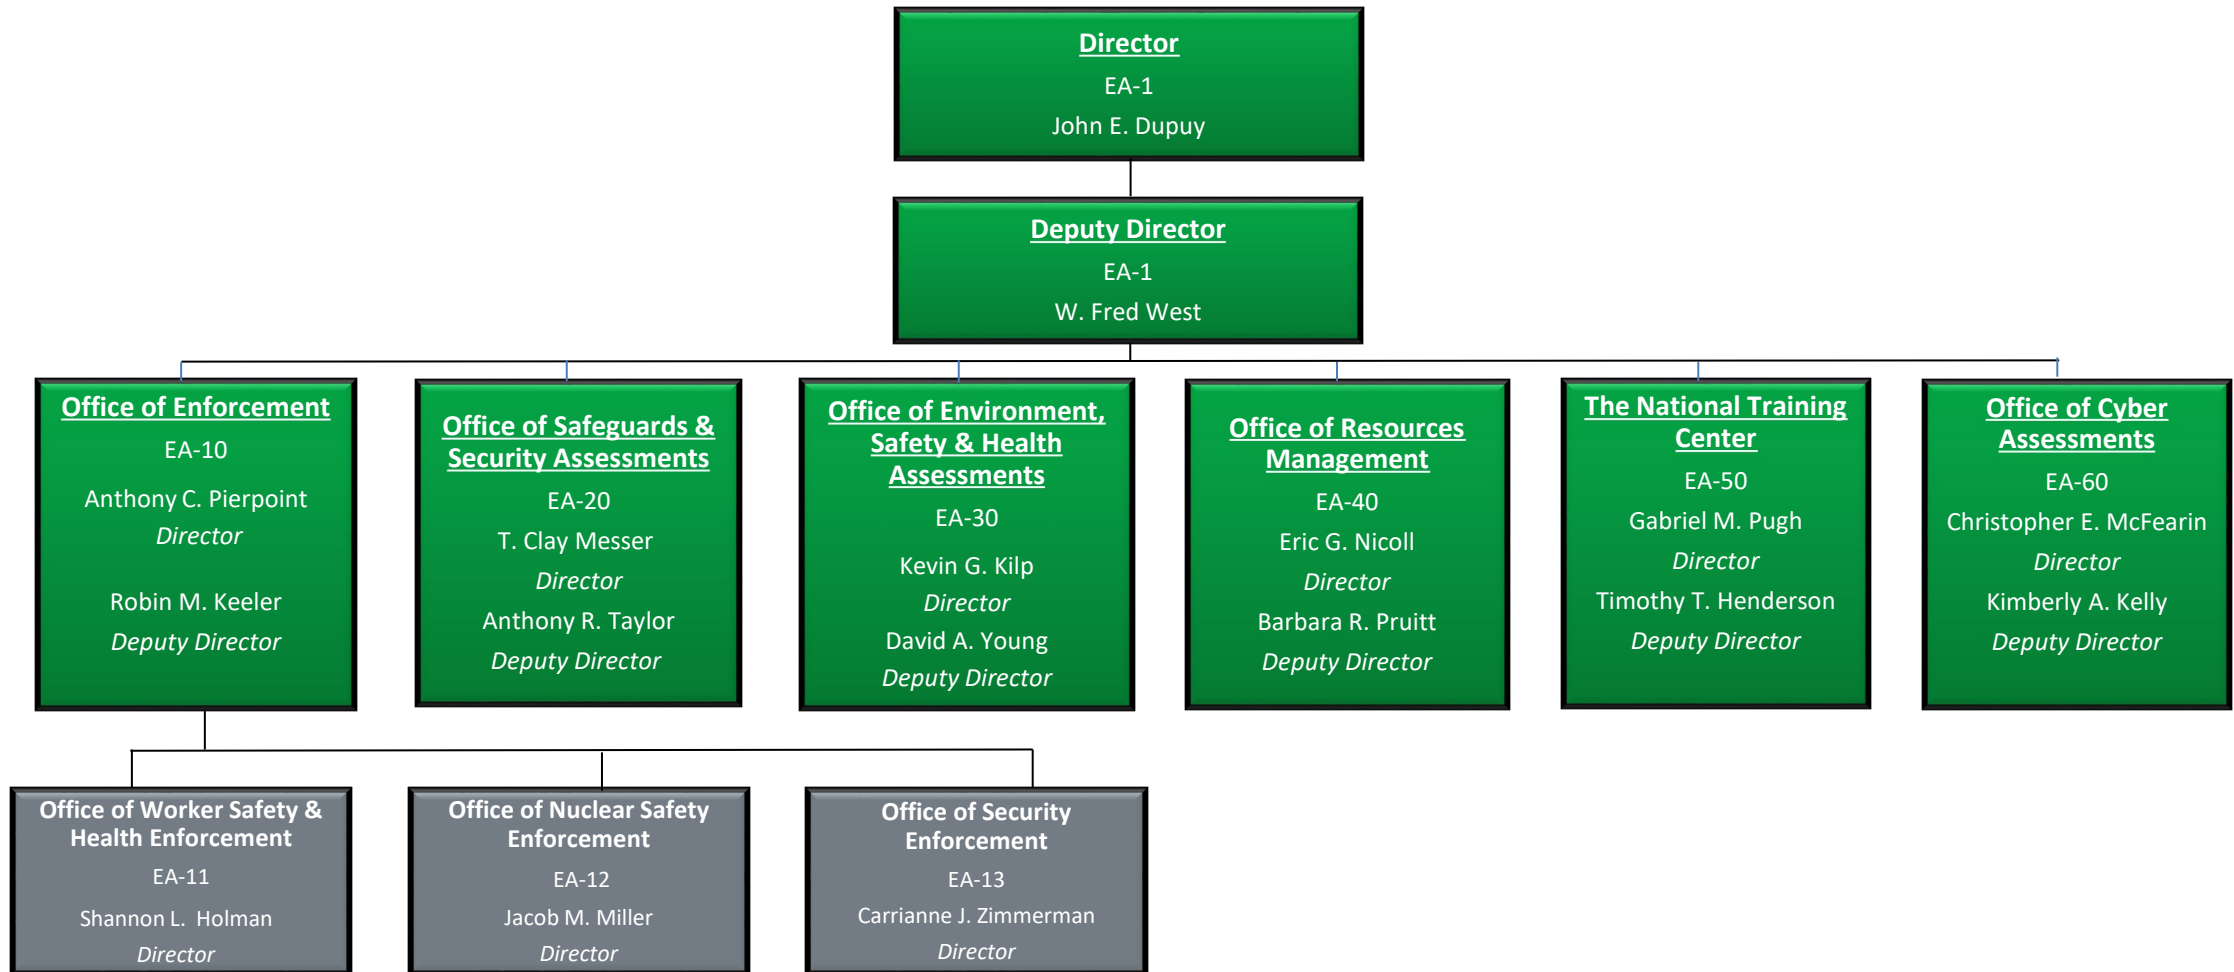 Director
EA-1
John E. Dupuy
Deputy Director
EA-1
W. Fred West
Office of Enforcement
EA-10
Anthony C. Pierpoint
Director
Robin M. Keeler
Deputy Director
Office of Safeguards &
Security Assessments
EA-20
T. Clay Messer
Director
Anthony R. Taylor
Deputy Director
Office of Environment,
Safety & Health
Assessments
EA-30
Kevin G. Kilp
Director
David A. Young
Deputy Director
Office of Resources
Management
EA-40
Eric G. Nicoll
Director
Barbara R. Pruitt
Deputy Director
The National Training
Center
EA-50
Gabriel M. Pugh
Director
Timothy T. Henderson
Deputy Director
Office of Cyber
Assessments
EA-60
Christopher E. McFearin
Director
Kimberly A. Kelly
Deputy Director
Office of Worker Safety &
Health Enforcement
EA-11
Shannon L. Holman
Director
Office of Nuclear Safety
Enforcement
EA-12
Jacob M. Miller
Director
Office of Security
Enforcement
EA-13
Carrianne J. Zimmerman
Director